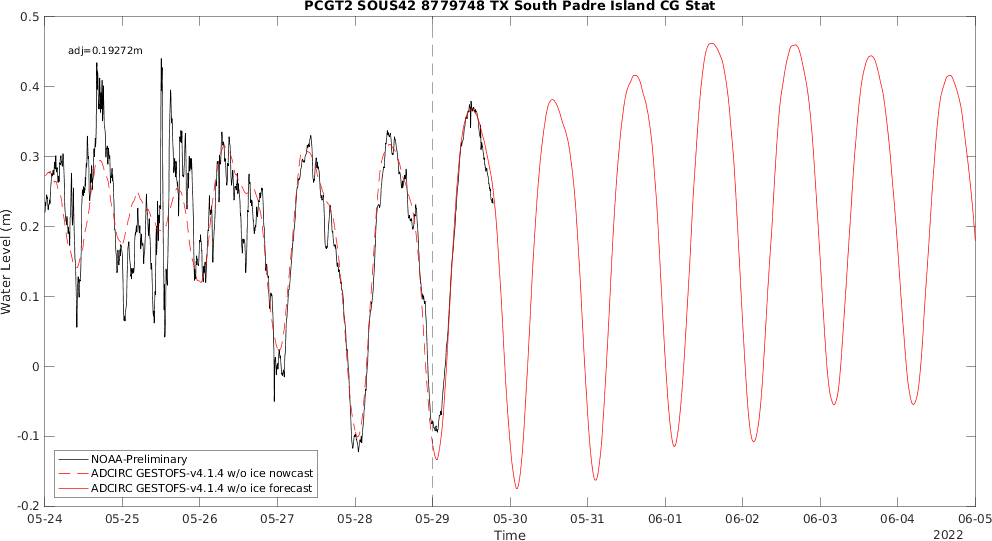 PCGT2 SOUS42 8779748 TX South Padre Island CG Stat
adj=0.19272m
0.5
0.4
0.3
0.2
0.1
0
-0.1
-0.2
Water Level (m)
NOAA-Preliminary
ADCIRC GESTOFS-v4.1.4 w/o ice nowcast
ADCIRC GESTOFS-v4.1.4 w/o ice forecast
05-24 05-25 05-26 05-27 05-28 05-29 05-30 05-31 06-01 06-02 06-03 06-04 06-05
Time
2022